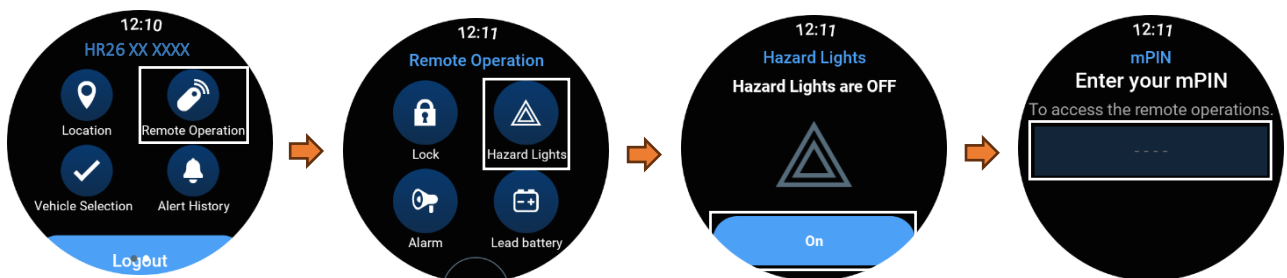 12:10
HR26 XX XXXX
Location
Remote Operation
Vehicle Selection
Alert History
Logout
12:11
Remote Operation
Lock
Hazard Lights
Alarm
Lead battery
12:11
Hazard Lights
Hazard Lights are OFF
On
12:11
mPIN
Enter your mPIN
To access the remote operations.
- - - -